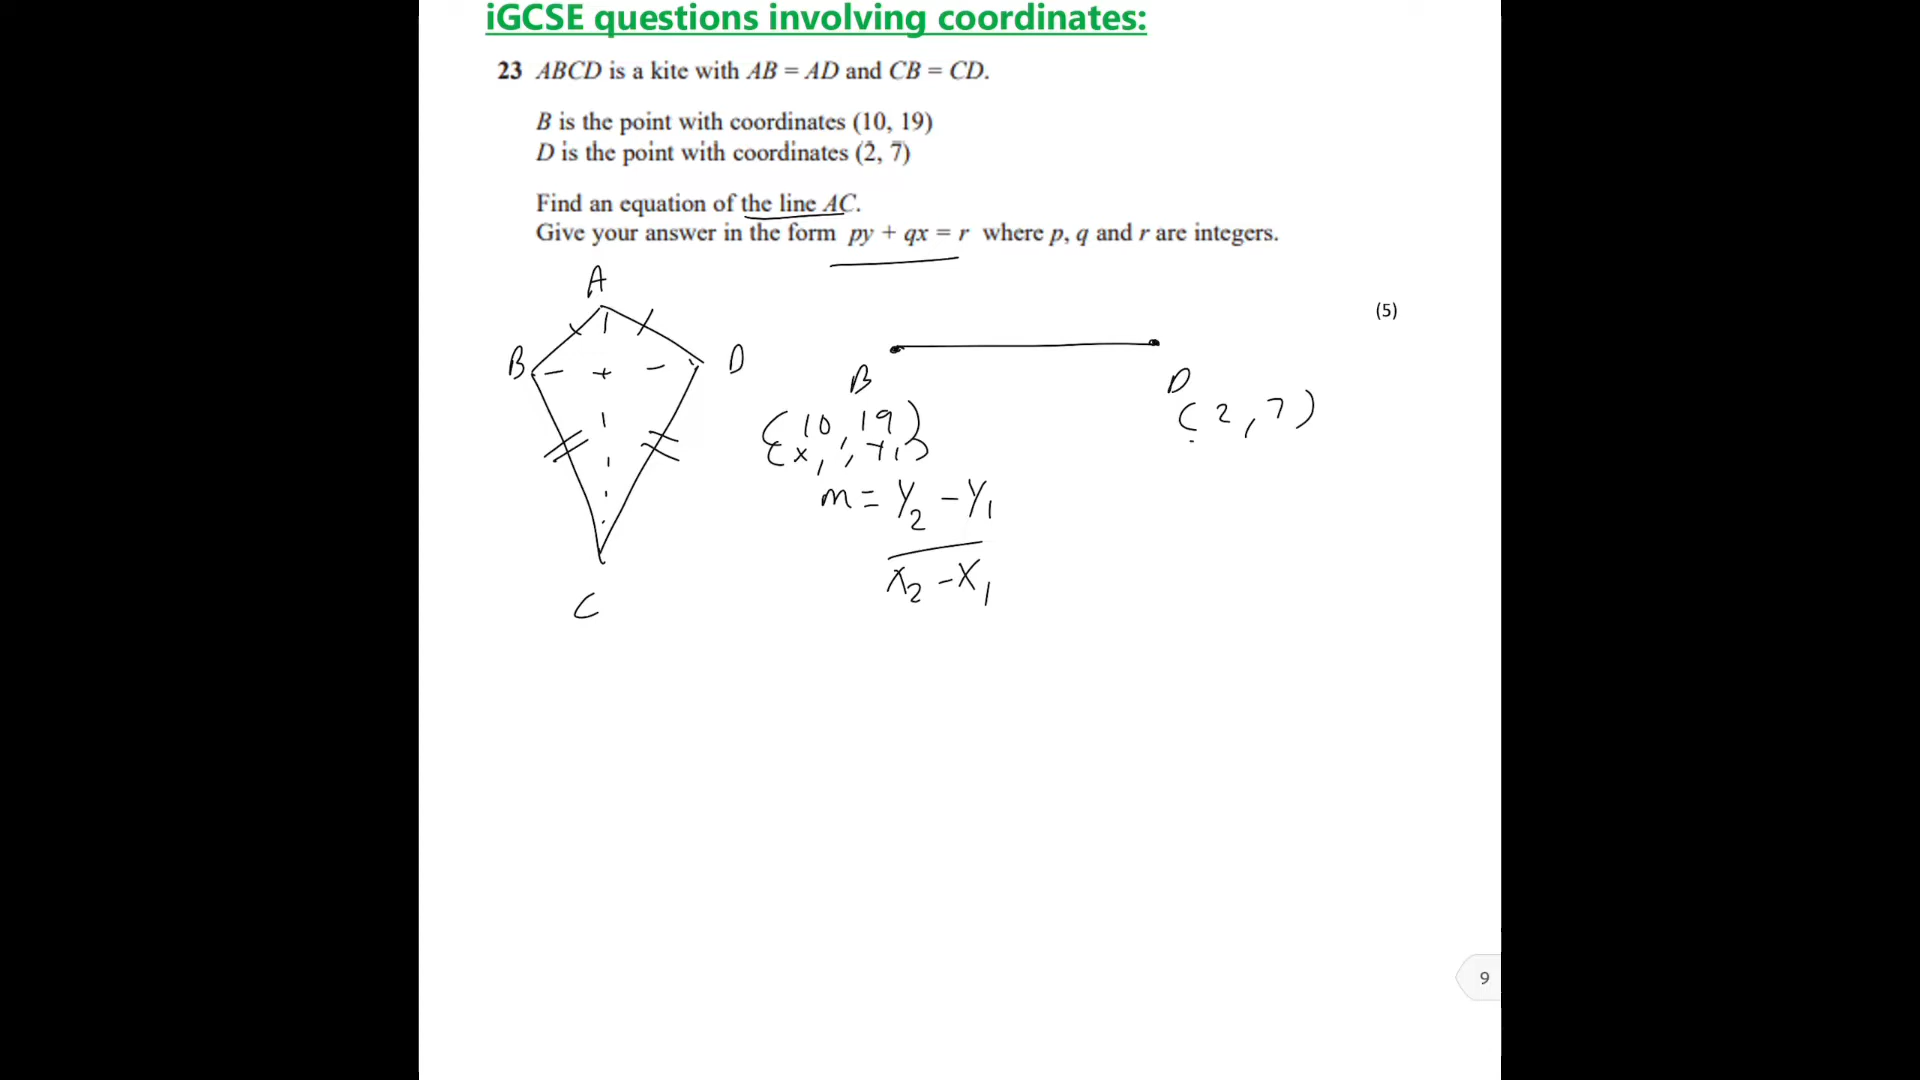 iGCSE questions involving coordinates:
23 ABCD is a kite with AB = AD and CB = CD.
B is the point with coordinates (10, 19)
D is the point with coordinates (2, 7)
Find an equation of the line AC.
Give your answer in the form py + qx = r where p, q and r are integers.
(5)
A
B
D
C
B
(10, 19)
(x₁, y₁)
D
(2, 7)
m = y₂ - y₁
x₂ - x₁
9